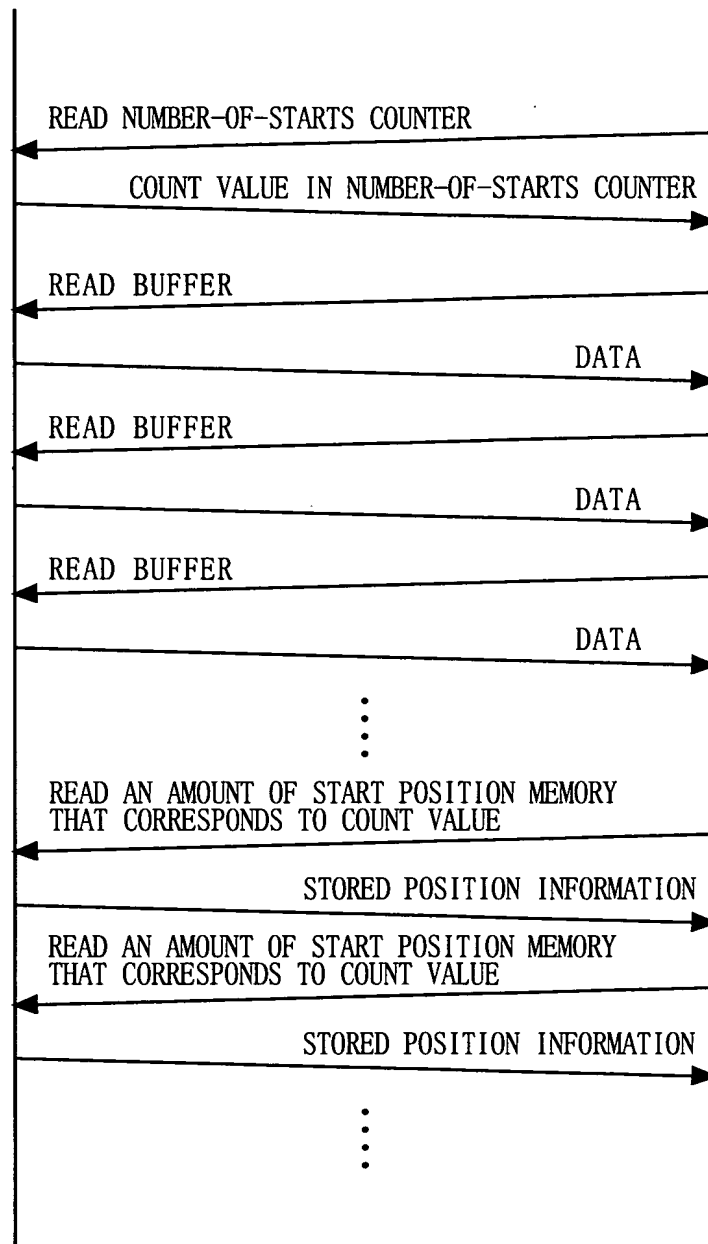 READ NUMBER-OF-STARTS COUNTER
COUNT VALUE IN NUMBER-OF-STARTS COUNTER
READ BUFFER
DATA
READ BUFFER
DATA
READ BUFFER
DATA
READ AN AMOUNT OF START POSITION MEMORY
THAT CORRESPONDS TO COUNT VALUE
STORED POSITION INFORMATION
READ AN AMOUNT OF START POSITION MEMORY
THAT CORRESPONDS TO COUNT VALUE
STORED POSITION INFORMATION